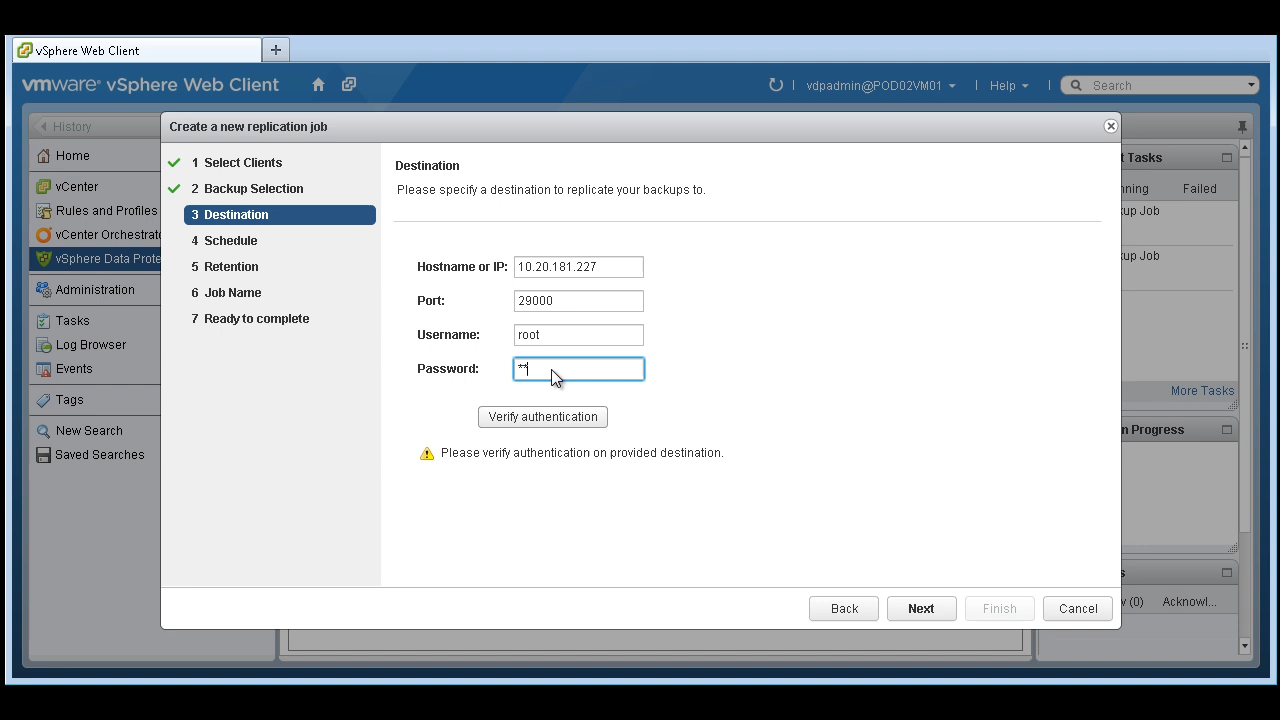 vSphere Web Client
+
vmware® vSphere Web Client
vdpadmin@POD02VM01
Help
Search
History
Home
vCenter
Rules and Profiles
vCenter Orchestrato
vSphere Data Prote
Administration
Tasks
Log Browser
Events
Tags
New Search
Saved Searches
Create a new replication job
1 Select Clients
2 Backup Selection
3 Destination
4 Schedule
5 Retention
6 Job Name
7 Ready to complete
Destination
Please specify a destination to replicate your backups to.
Hostname or IP: 10.20.181.227
Port: 29000
Username: root
Password: **
Verify authentication
Please verify authentication on provided destination.
Back
Next
Finish
Cancel
t Tasks
nning
Failed
kup Job
kup Job
More Tasks
n Progress
s
v (0)
Acknowl...